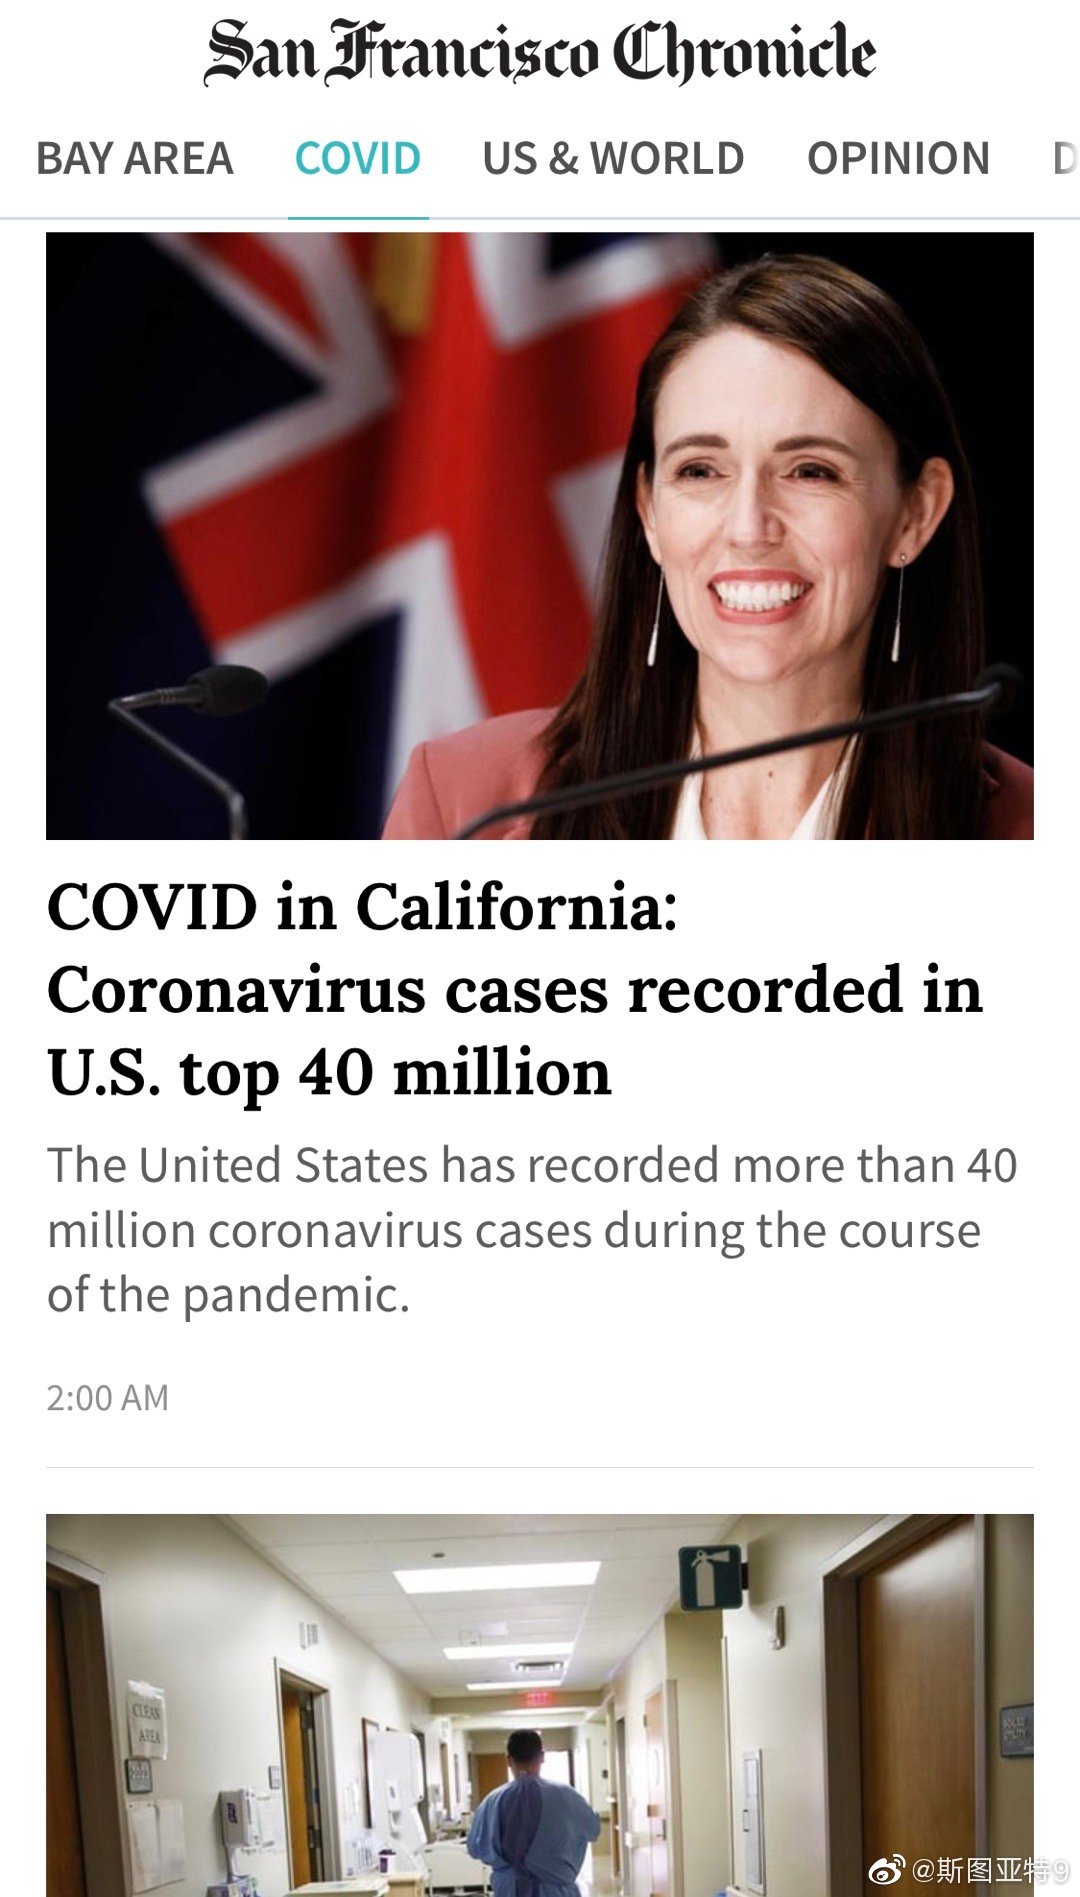 San Francisco Chronicle
BAY AREA COVID US & WORLD OPINION
COVID in California:
Coronavirus cases recorded in
U.S. top 40 million
The United States has recorded more than 40
million coronavirus cases during the course
of the pandemic.
2:00 AM
CLEAN
AREA
@斯图亚特9